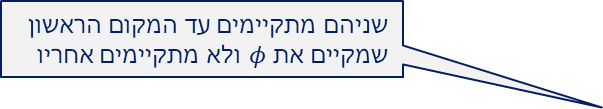 שניהם מתקיימים עד המקום הראשון
שמקיים את ϕ ולא מתקיימים אחריו